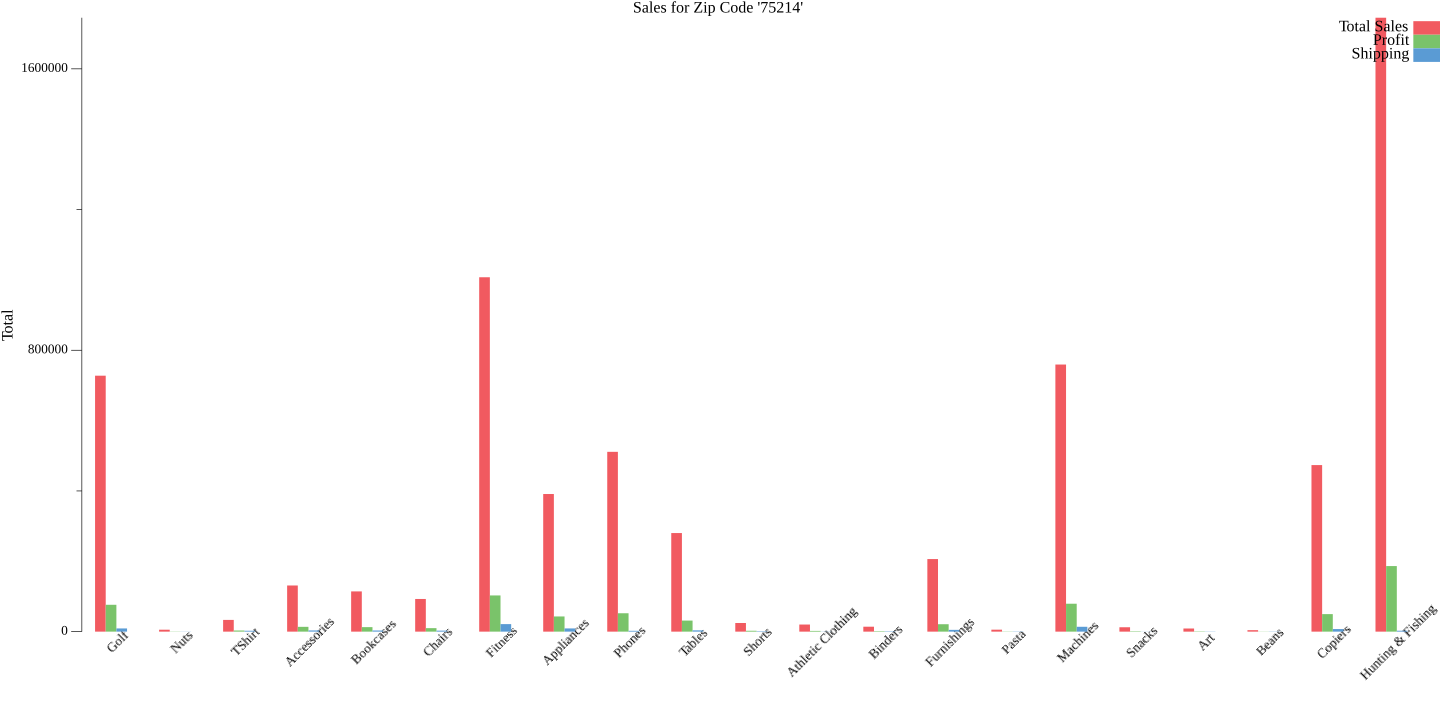 Sales for Zip Code '75214'
Total Sales
Profit
Shipping
1600000
800000
0
Total
Golf
Nuts
TShirt
Accessories
Bookcases
Chairs
Fitness
Appliances
Phones
Tables
Shorts
Athletic Clothing
Binders
Furnishings
Pasta
Machines
Snacks
Art
Beans
Copiers
Hunting & Fishing